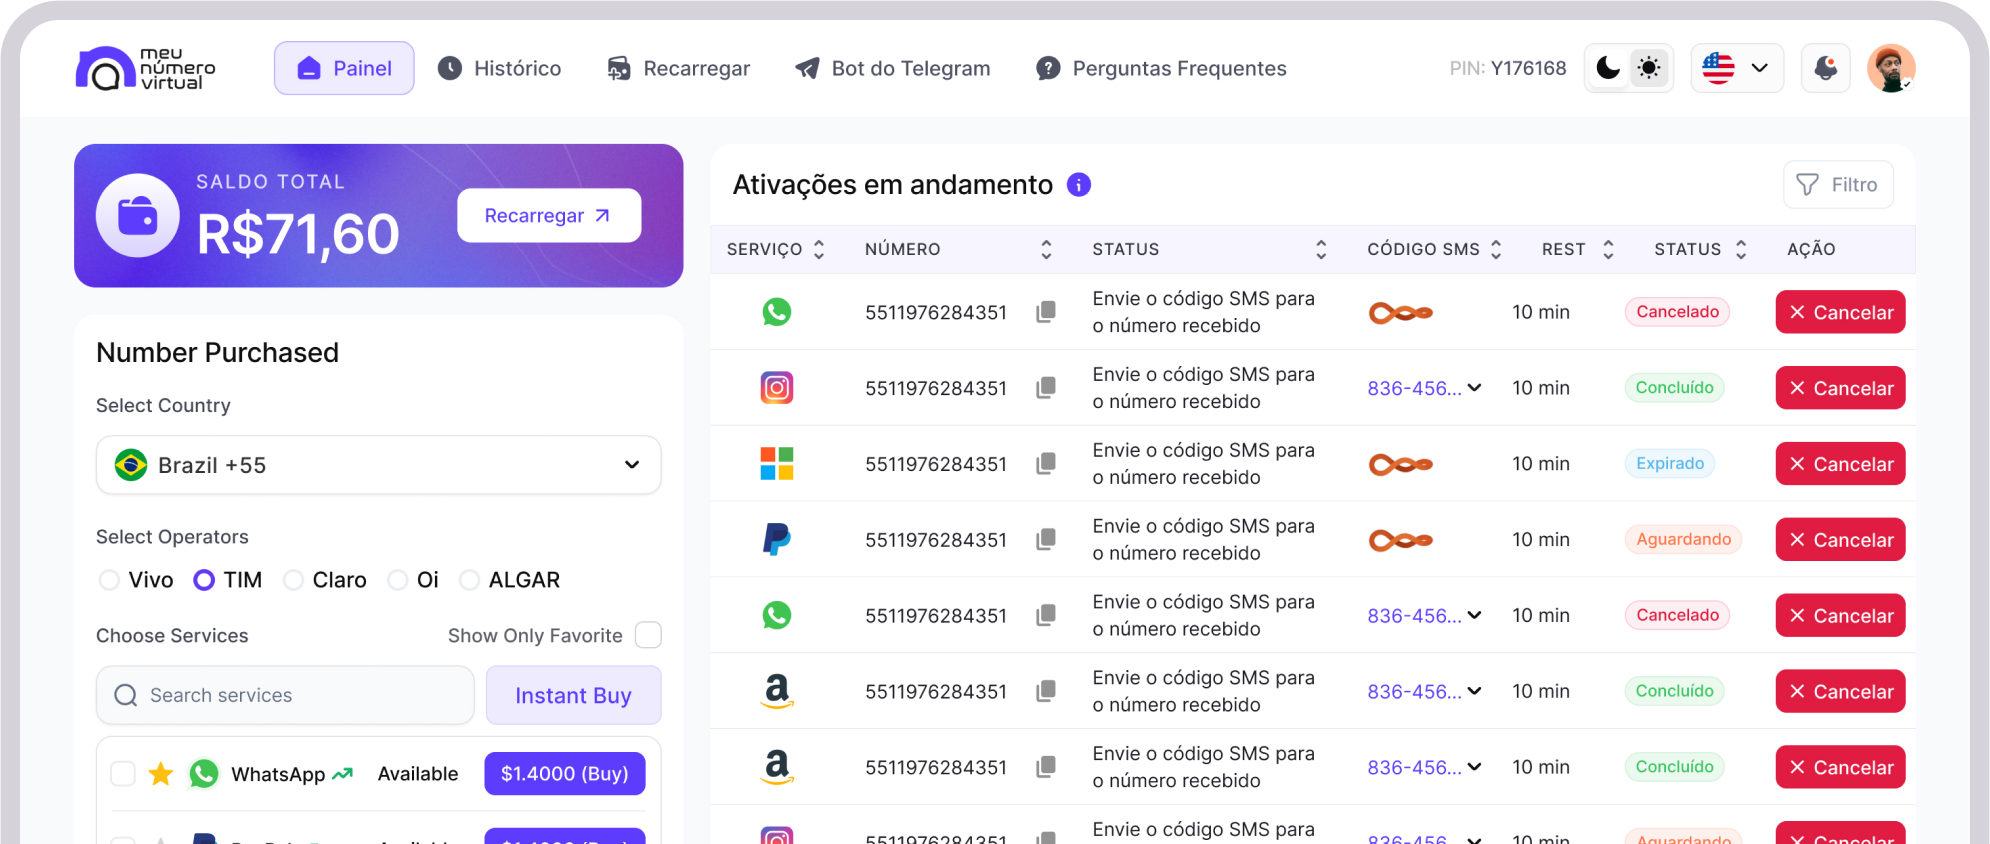 meu
número
virtual
Painel
Histórico
Recarregar
Bot do Telegram
Perguntas Frequentes
PIN: Y176168
SALDO TOTAL
R$71,60
Recarregar
Number Purchased
Select Country
Brazil +55
Select Operators
Vivo TIM Claro Oi ALGAR
Choose Services
Show Only Favorite
Search services
Instant Buy
WhatsApp Available $1.4000 (Buy)
Ativações em andamento
Filtro
SERVIÇO NÚMERO STATUS CÓDIGO SMS REST STATUS AÇÃO
5511976284351 Envie o código SMS para 10 min Cancelado Cancelar
o número recebido
5511976284351 Envie o código SMS para 836-456... 10 min Concluído Cancelar
o número recebido
5511976284351 Envie o código SMS para 10 min Expirado Cancelar
o número recebido
5511976284351 Envie o código SMS para 10 min Aguardando Cancelar
o número recebido
5511976284351 Envie o código SMS para 836-456... 10 min Cancelado Cancelar
o número recebido
a 5511976284351 Envie o código SMS para 836-456... 10 min Concluído Cancelar
o número recebido
a 5511976284351 Envie o código SMS para 836-456... 10 min Concluído Cancelar
o número recebido
5511976284351 Envie o código SMS para 836-456... 10 min Aguardando Cancelar